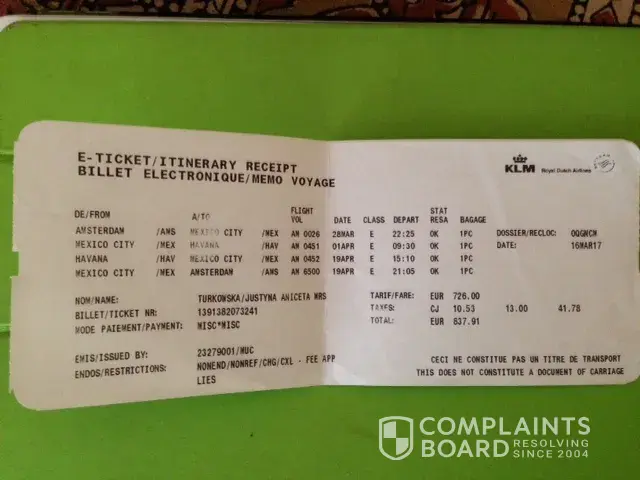 E-TICKET/ITINERARY RECEIPT
BILLET ELECTRONIQUE/MEMO VOYAGE
KLM Royal Dutch Airlines
DE/FROM A/TO FLIGHT VOL DATE CLASS DEPART STAT RESA BAGAGE
AMSTERDAM /AMS MEXICO CITY /MEX AM 0026 28MAR E 22:25 OK 1PC DOSSIER/RECLOC: OQGNCM
MEXICO CITY /MEX HAVANA /HAV AM 0451 01APR E 09:30 OK 1PC DATE: 16MAR17
HAVANA /HAV MEXICO CITY /MEX AM 0452 19APR E 15:10 OK 1PC
MEXICO CITY /MEX AMSTERDAM /AMS AM 6500 19APR E 21:05 OK 1PC
NOM/NAME: TURKOWSKA/JUSTYNA ANICETA MRS TARIF/FARE: EUR 726.00
BILLET/TICKET NR: 1391382073241 TAXES: CJ 10.53 13.00 41.78
MODE PAIEMENT/PAYMENT: MISC*MISC TOTAL: EUR 837.91
EMIS/ISSUED BY: 23279001/MUC
ENDOS/RESTRICTIONS: NONEND/NONREF/CHG/CXL - FEE APP
LIES
CECI NE CONSTITUE PAS UN TITRE DE TRANSPORT
THIS DOES NOT CONSTITUTE A DOCUMENT OF CARRIAGE
COMPLAINTS
BOARD RESOLVING
SINCE 2004